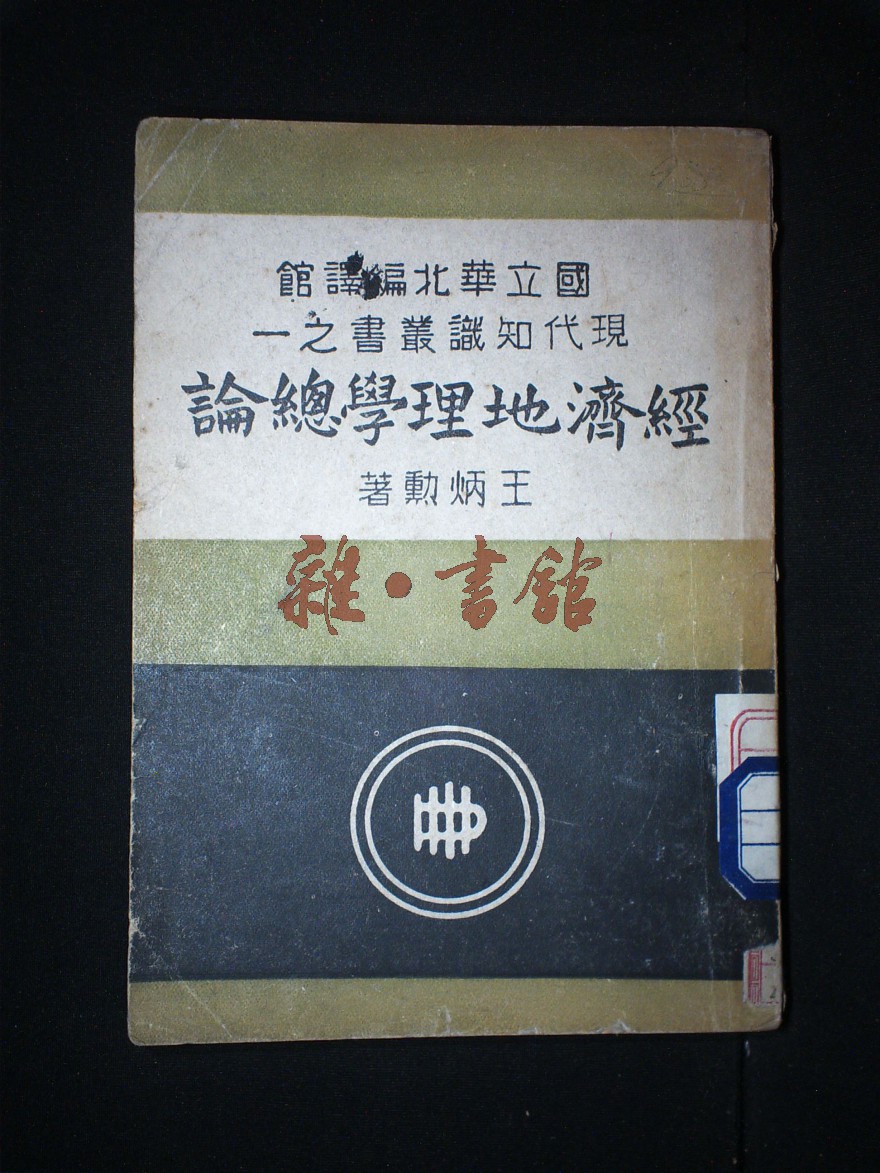 國立華北編譯館
現代知識叢書之一
經濟地理學總論
王炳勳著
雜·書館